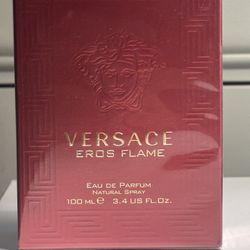 VERSACE
EROS FLAME
EAU DE PARFUM
NATURAL SPRAY
100 ML ℮ 3.4 US FL.OZ.